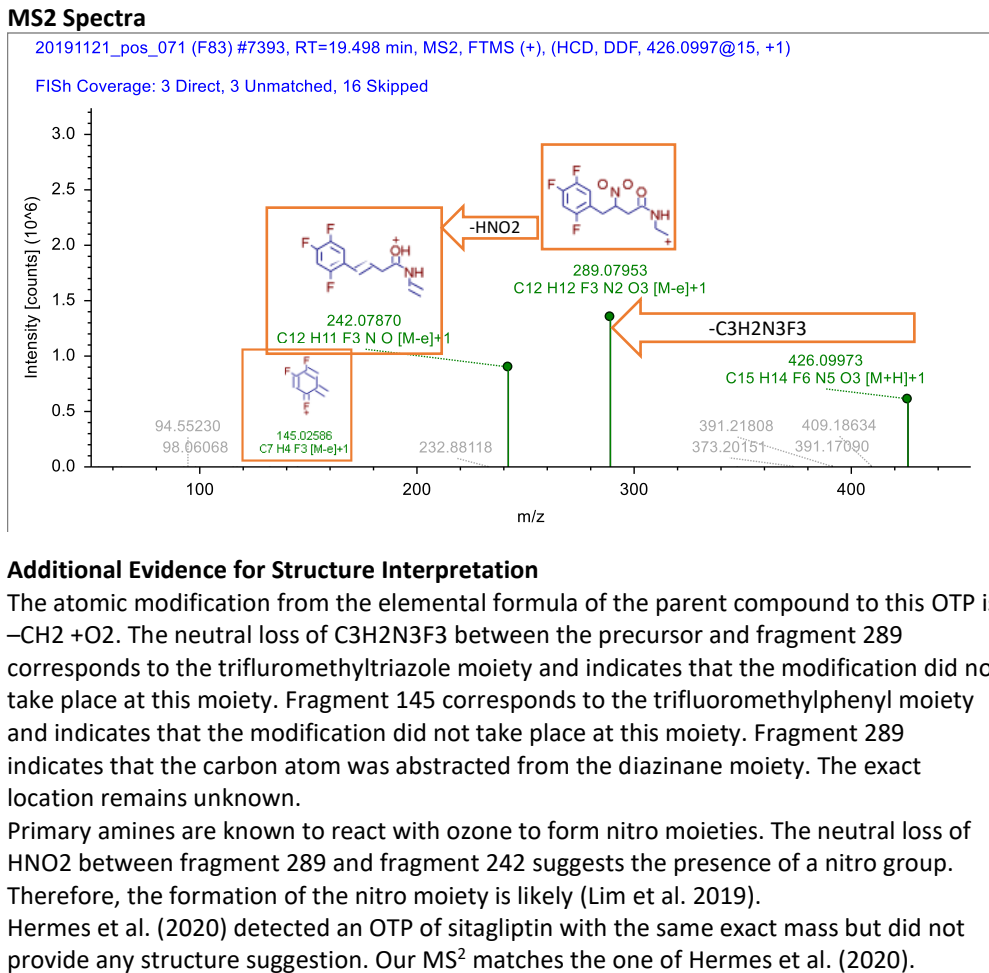 MS2 Spectra
20191121_pos_071 (F83) #7393, RT=19.498 min, MS2, FTMS (+), (HCD, DDF, 426.0997@15, +1)
FISh Coverage: 3 Direct, 3 Unmatched, 16 Skipped
Intensity [counts] (10^6)
3.0
2.5
2.0
1.5
1.0
0.5
0.0
-HNO2
F
F
F
O
O
N
O
NH
+
F
F
F
+
OH
NH
289.07953
C12 H12 F3 N2 O3 [M-e]+1
-C3H2N3F3
242.07870
C12 H11 F3 N O [M-e]+1
426.09973
C15 H14 F6 N5 O3 [M+H]+1
F
F
F
+
145.02586
C7 H4 F3 [M-e]+1
94.55230
98.06068
232.88118
391.21808
409.18634
373.20151
391.17090
100
200
300
400
m/z
Additional Evidence for Structure Interpretation
The atomic modification from the elemental formula of the parent compound to this OTP i
–CH2 +O2. The neutral loss of C3H2N3F3 between the precursor and fragment 289
corresponds to the trifluromethyltriazole moiety and indicates that the modification did no
take place at this moiety. Fragment 145 corresponds to the trifluoromethylphenyl moiety
and indicates that the modification did not take place at this moiety. Fragment 289
indicates that the carbon atom was abstracted from the diazinane moiety. The exact
location remains unknown.
Primary amines are known to react with ozone to form nitro moieties. The neutral loss of
HNO2 between fragment 289 and fragment 242 suggests the presence of a nitro group.
Therefore, the formation of the nitro moiety is likely (Lim et al. 2019).
Hermes et al. (2020) detected an OTP of sitagliptin with the same exact mass but did not
provide any structure suggestion. Our MS² matches the one of Hermes et al. (2020).